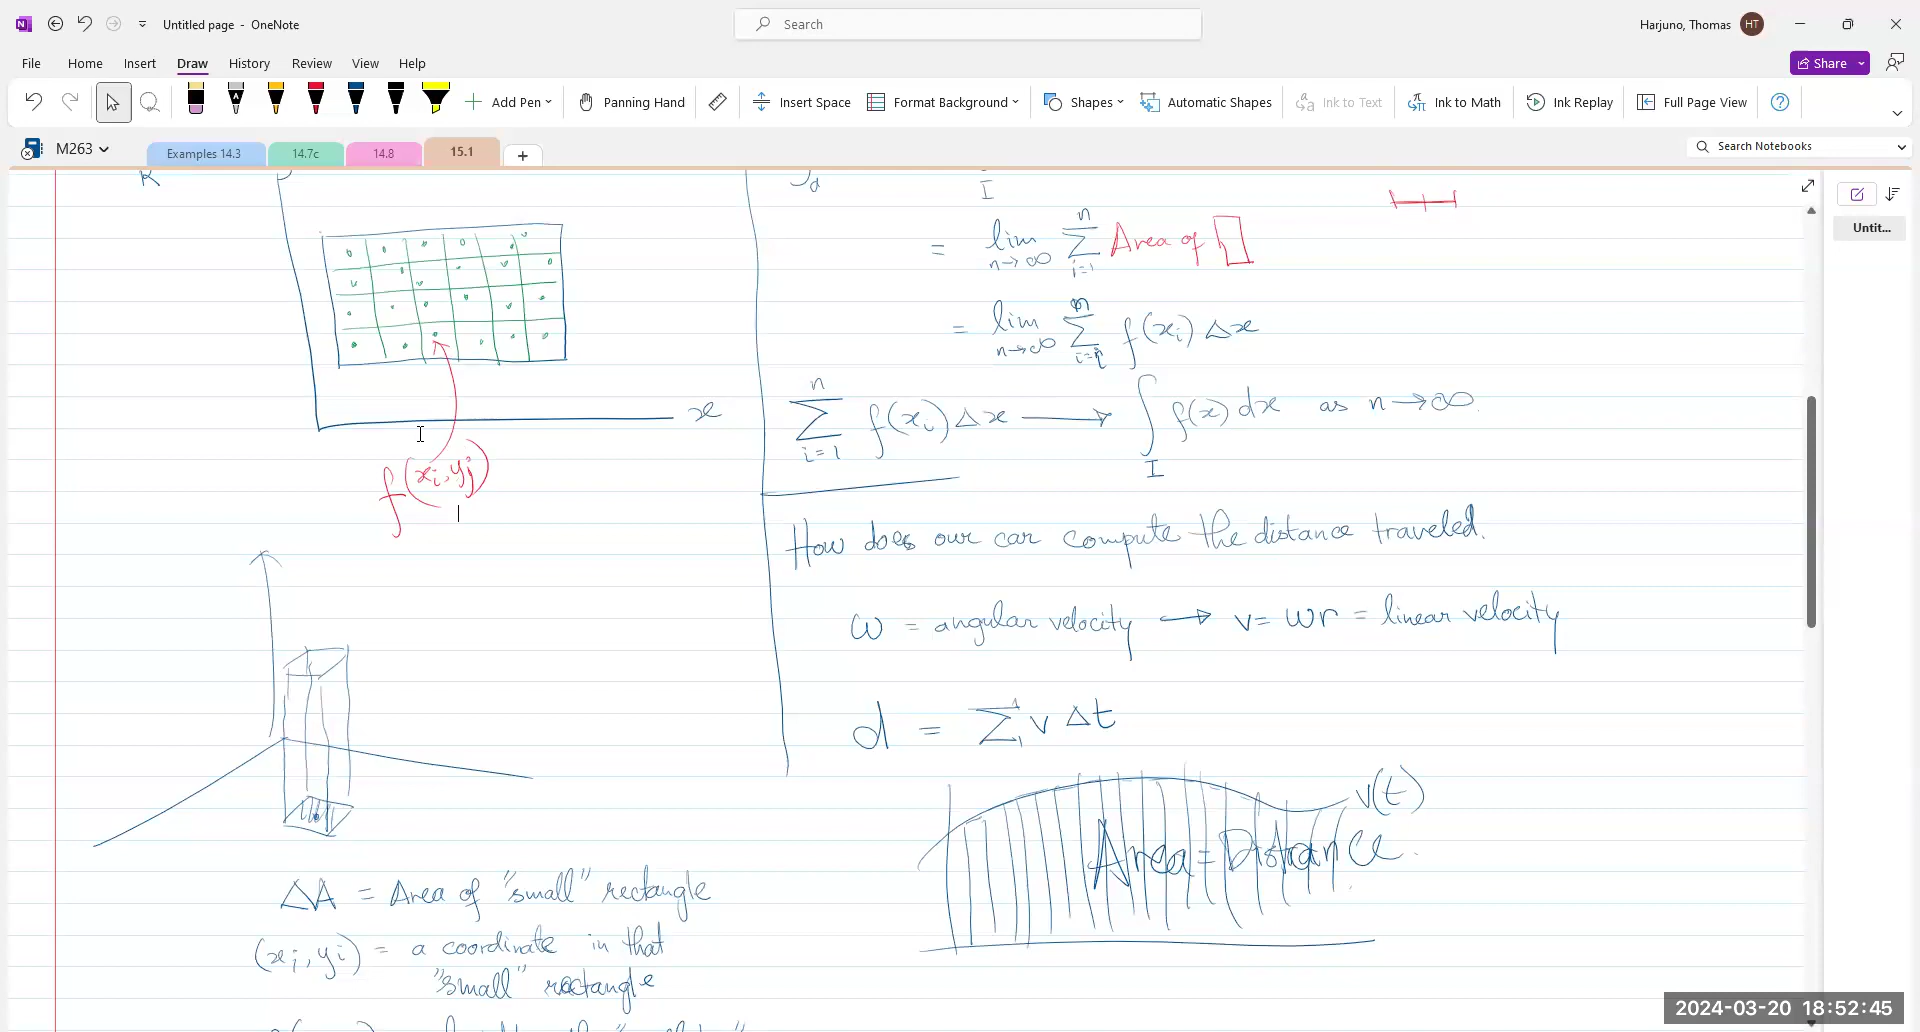 Untitled page - OneNote
Search
Harjuno, Thomas
HT
File Home Insert Draw View History Review View Help
Add Pen
Panning Hand
Insert Space
Format Background
Shapes
Automatic Shapes
Ink to Text
Ink to Math
Ink Replay
Full Page View
Share
M263
Examples 14.3
14.7c
14.8
15.1
Search Notebooks
Untit...
R
x
f(xi, yj)
ΔA = Area of "small" rectangle
(xi, yi) = a coordinate in that
"small" rectangle
I
= lim n→∞ Σ i=1 n Area of
= lim n→∞ Σ n f(xi) Δx
Σ i=1 n f(xi) Δx → ∫ I f(x) dx as n→∞.
How does our car compute the distance traveled.
ω = angular velocity → v = ωr = linear velocity
d = Σ v Δt
v(t)
Area = Distance
2024-03-20 18:52:45